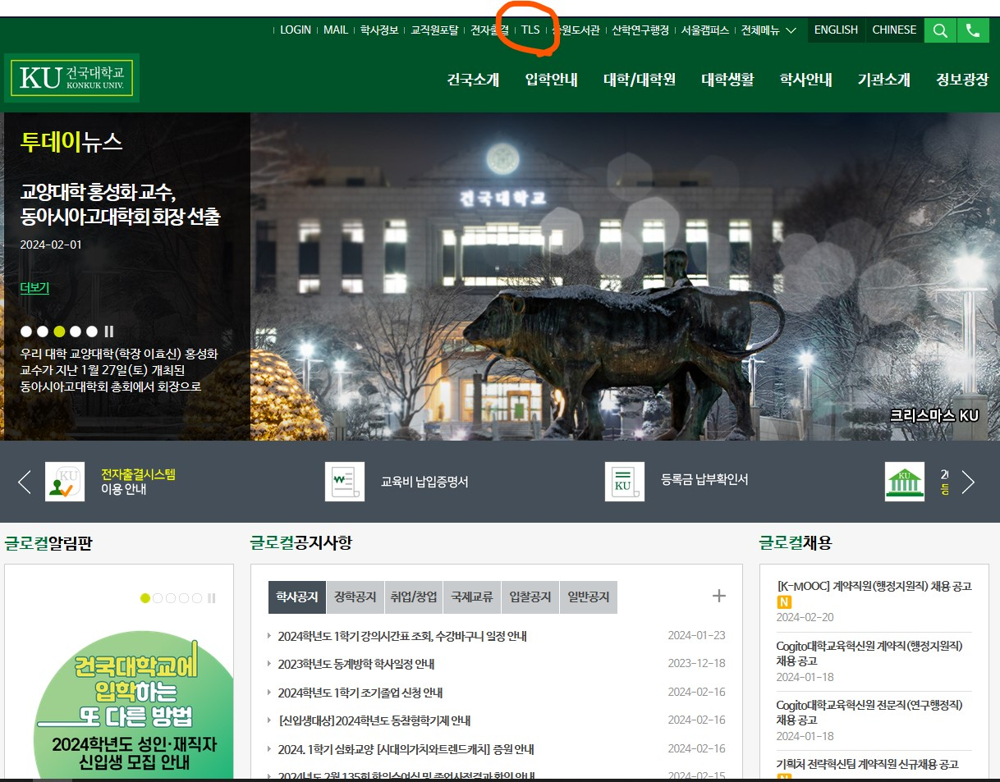 LOGIN MAIL 학사정보 교직원포탈 전자출결 TLS 중원도서관 산학연구행정 서울캠퍼스 전체메뉴 ENGLISH CHINESE
KU 건국대학교
KONKUK UNIV.
건국소개 입학안내 대학/대학원 대학생활 학사안내 기관소개 정보광장
투데이뉴스
교양대학 홍성화 교수,
동아시아고대학회 회장 선출
2024-02-01
더보기
우리 대학 교양대학(학장 이효신) 홍성화
교수가 지난 1월 27일(토) 개최된
동아시아고대학회 총회에서 회장으로
건국대학교
크리스마스 KU
KU
전자출결시스템
이용 안내
₩
교육비 납입증명서
KU
등록금 납부확인서
KU
글로컬알림판
건국대학교에
입학하는
또 다른 방법
2024학년도 성인·재직자
신입생 모집 안내
글로컬공지사항
학사공지 장학공지 취업/창업 국제교류 입찰공지 일반공지 +
2024학년도 1학기 강의시간표 조회, 수강바구니 일정 안내 2024-01-23
2023학년도 동계방학 학사일정 안내 2023-12-18
2024학년도 1학기 조기졸업 신청 안내 2024-02-16
[신입생대상] 2024학년도 동참형학기제 안내 2024-02-16
2024. 1학기 심화교양 [시대의가치와트렌드캐치] 증원 안내 2024-02-16
2024년도 2월 135회 학위수여식 및 졸업사정결과 확인 안내 2024-02-15
글로컬채용
[K-MOOC] 계약직원(행정지원직) 채용 공고
N
2024-02-20
Cogito대학교육혁신원 계약직(행정지원직)
채용 공고
2024-01-18
Cogito대학교육혁신원 전문직(연구행정직)
채용 공고
2024-01-18
기획처 전략혁신팀 계약직원 신규채용 공고
N